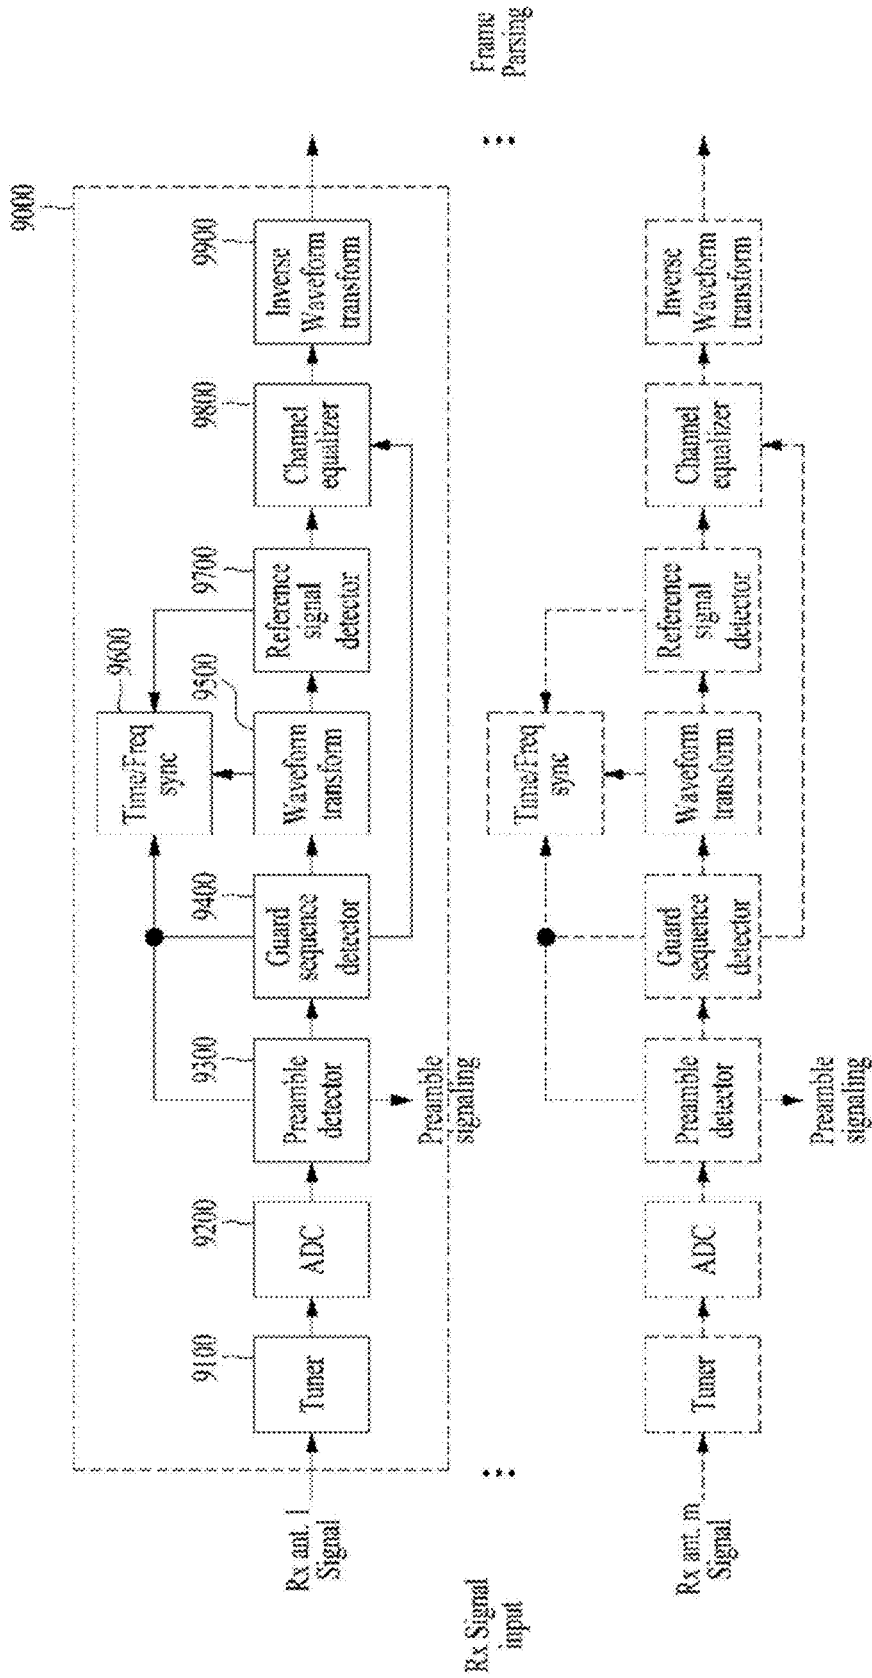 9000
9600
Time/Freq
sync
9100
9200
9300
9400
9500
9700
9800
9900
Rx ant. 1
Signal
Tuner
ADC
Preamble
detector
Guard
sequence
detector
Waveform
transform
Reference
signal
detector
Channel
equalizer
Inverse
Waveform
transform
Preamble
signaling
Rx Signal
input
Frame
Parsing
Time/Freq
sync
Rx ant. m
Signal
Tuner
ADC
Preamble
detector
Guard
sequence
detector
Waveform
transform
Reference
signal
detector
Channel
equalizer
Inverse
Waveform
transform
Preamble
signaling